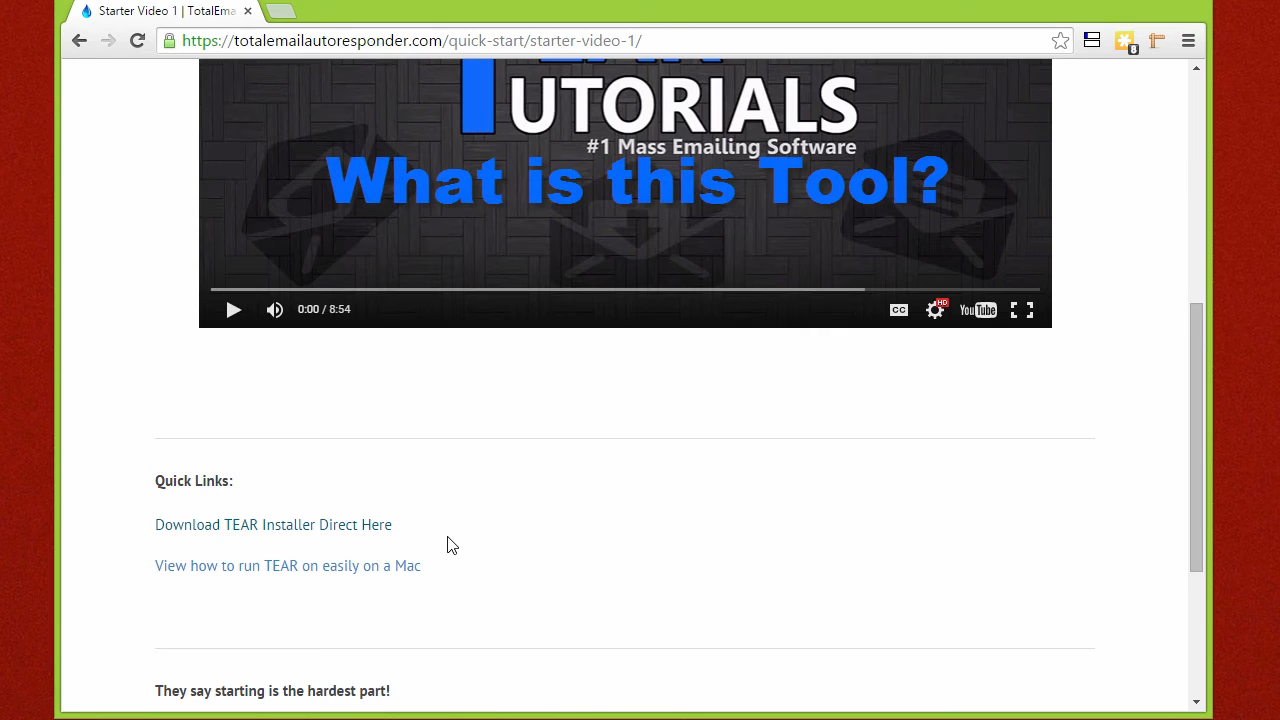 Starter Video 1 | TotalEma
https://totalemailautoresponder.com/quick-start/starter-video-1/
8
TUTORIALS
#1 Mass Emailing Software
What is this Tool?
0:00 / 8:54
CC
HD
YouTube
Quick Links:
Download TEAR Installer Direct Here
View how to run TEAR on easily on a Mac
They say starting is the hardest part!